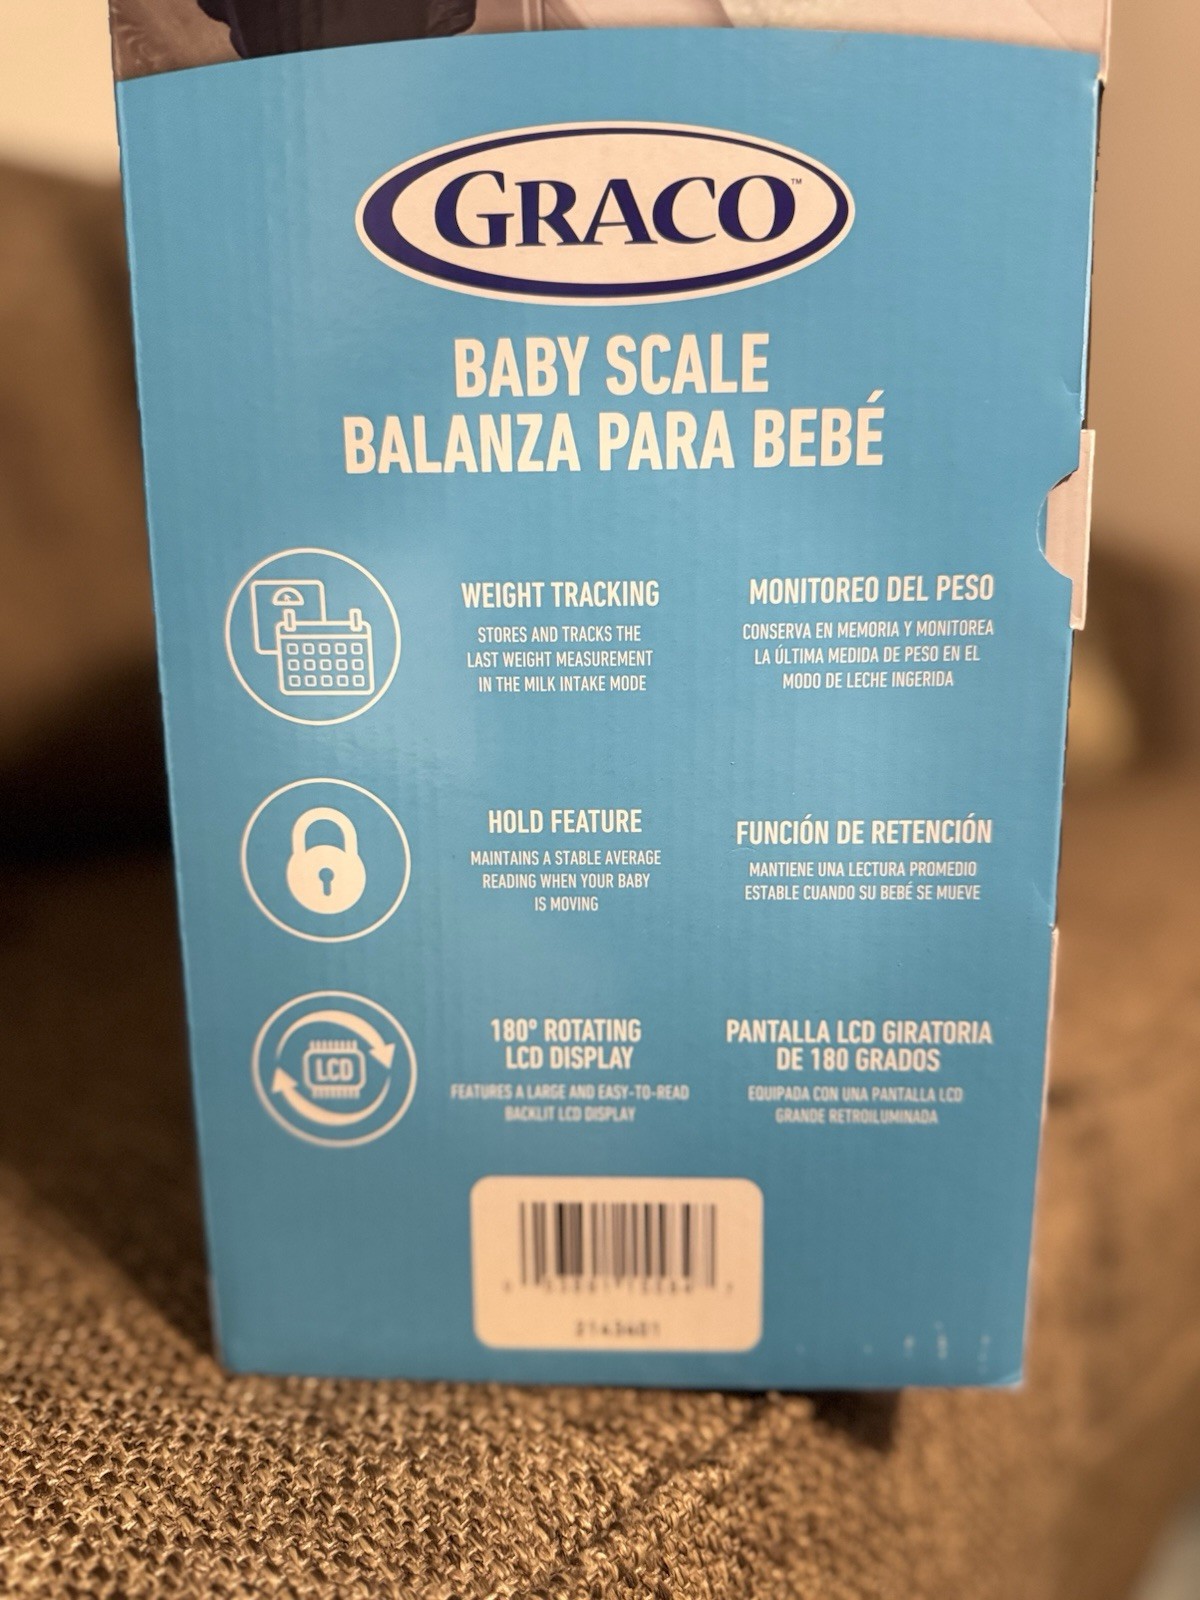 GRACO™
BABY SCALE
BALANZA PARA BEBÉ
WEIGHT TRACKING
STORES AND TRACKS THE
LAST WEIGHT MEASUREMENT
IN THE MILK INTAKE MODE
MONITOREO DEL PESO
CONSERVA EN MEMORIA Y MONITOREA
LA ÚLTIMA MEDIDA DE PESO EN EL
MODO DE LECHE INGERIDA
HOLD FEATURE
MAINTAINS A STABLE AVERAGE
READING WHEN YOUR BABY
IS MOVING
FUNCIÓN DE RETENCIÓN
MANTIENE UNA LECTURA PROMEDIO
ESTABLE CUANDO SU BEBÉ SE MUEVE
LCD
180º ROTATING
LCD DISPLAY
FEATURES A LARGE AND EASY-TO-READ
BACKLIT LCD DISPLAY
PANTALLA LCD GIRATORIA
DE 180 GRADOS
EQUIPADA CON UNA PANTALLA LCD
GRANDE RETROILUMINADA